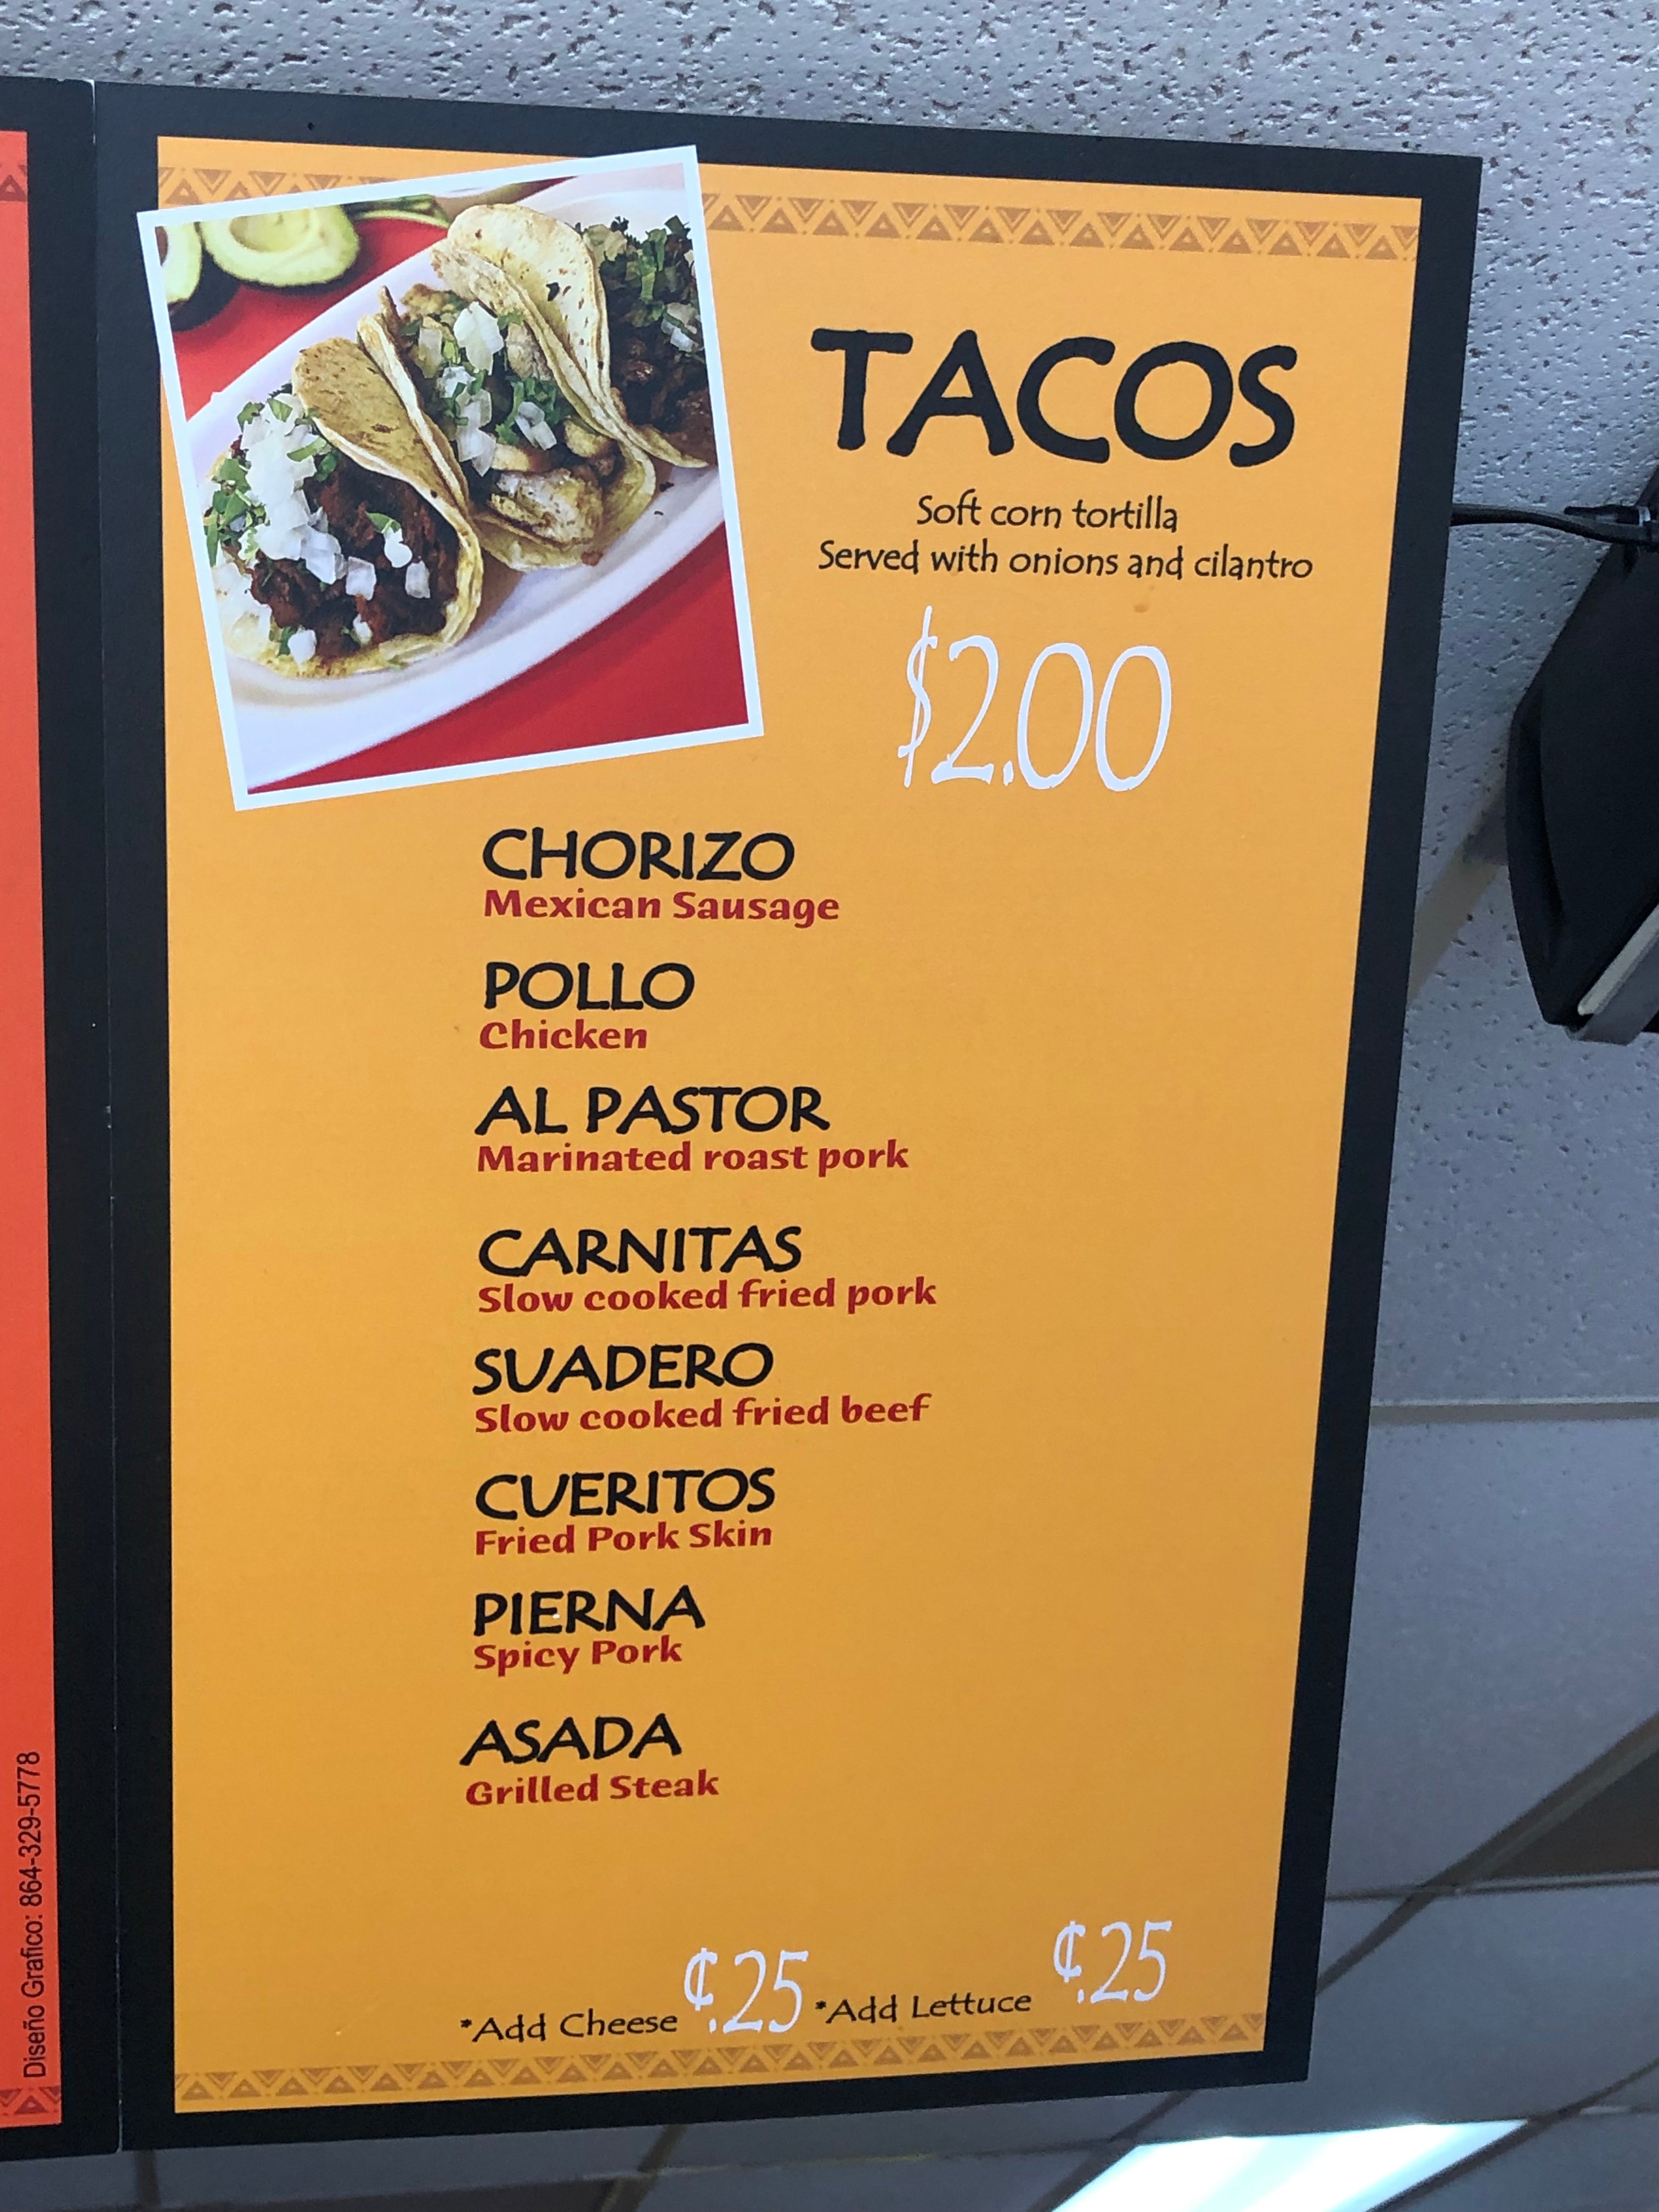 TACOS
Soft corn tortilla
Served with onions and cilantro
$2.00
CHORIZO
Mexican Sausage
POLLO
Chicken
AL PASTOR
Marinated roast pork
CARNITAS
Slow cooked fried pork
SUADERO
Slow cooked fried beef
CUERITOS
Fried Pork Skin
PIERNA
Spicy Pork
ASADA
Grilled Steak
*Add Cheese ¢.25 *Add Lettuce ¢.25
Diseño Grafico: 864-329-5778